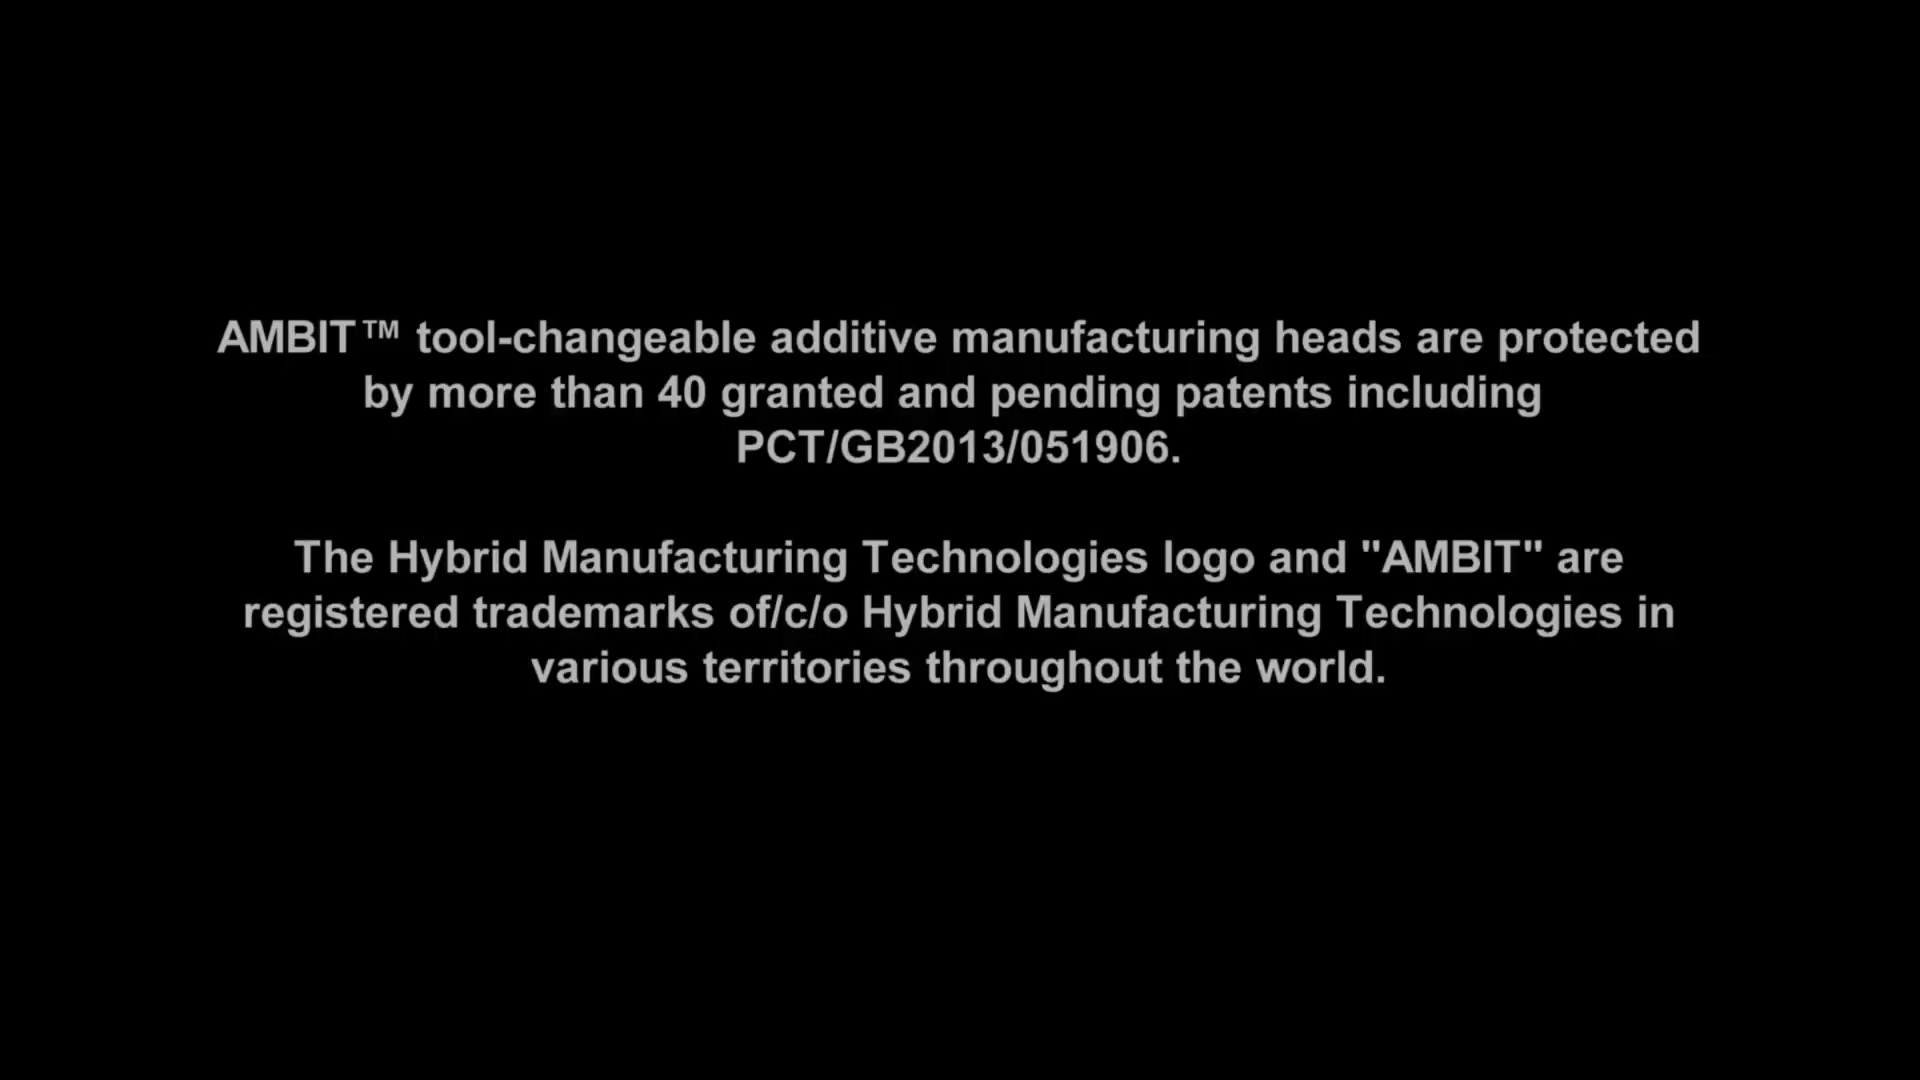 AMBIT™ tool-changeable additive manufacturing heads are protected
by more than 40 granted and pending patents including
PCT/GB2013/051906.
The Hybrid Manufacturing Technologies logo and "AMBIT" are
registered trademarks of/c/o Hybrid Manufacturing Technologies in
various territories throughout the world.